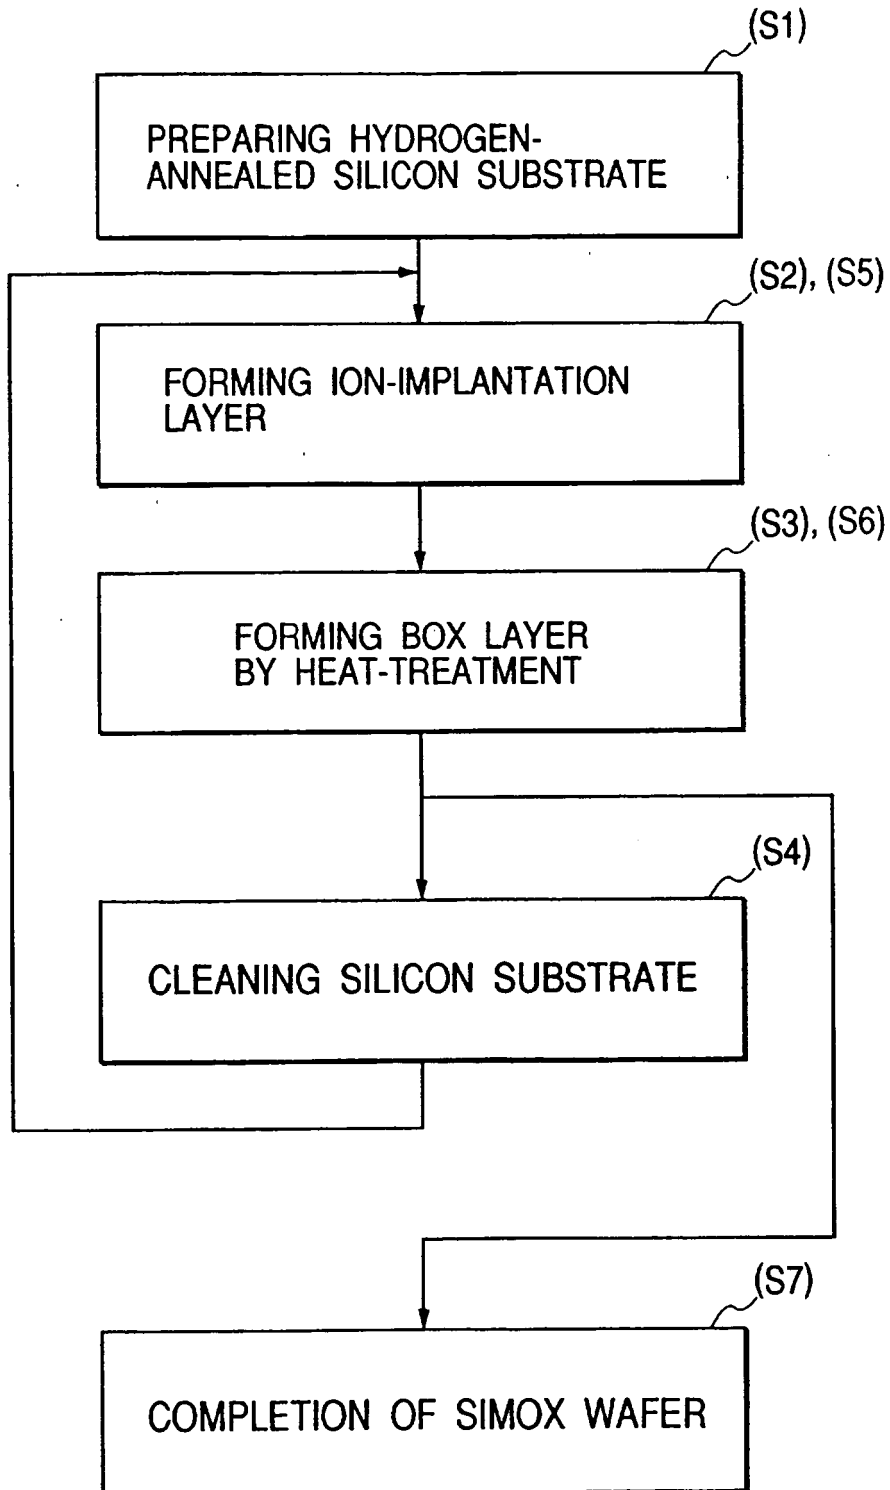 (S1)
PREPARING HYDROGEN-
ANNEALED SILICON SUBSTRATE
(S2), (S5)
FORMING ION-IMPLANTATION
LAYER
(S3), (S6)
FORMING BOX LAYER
BY HEAT-TREATMENT
(S4)
CLEANING SILICON SUBSTRATE
(S7)
COMPLETION OF SIMOX WAFER